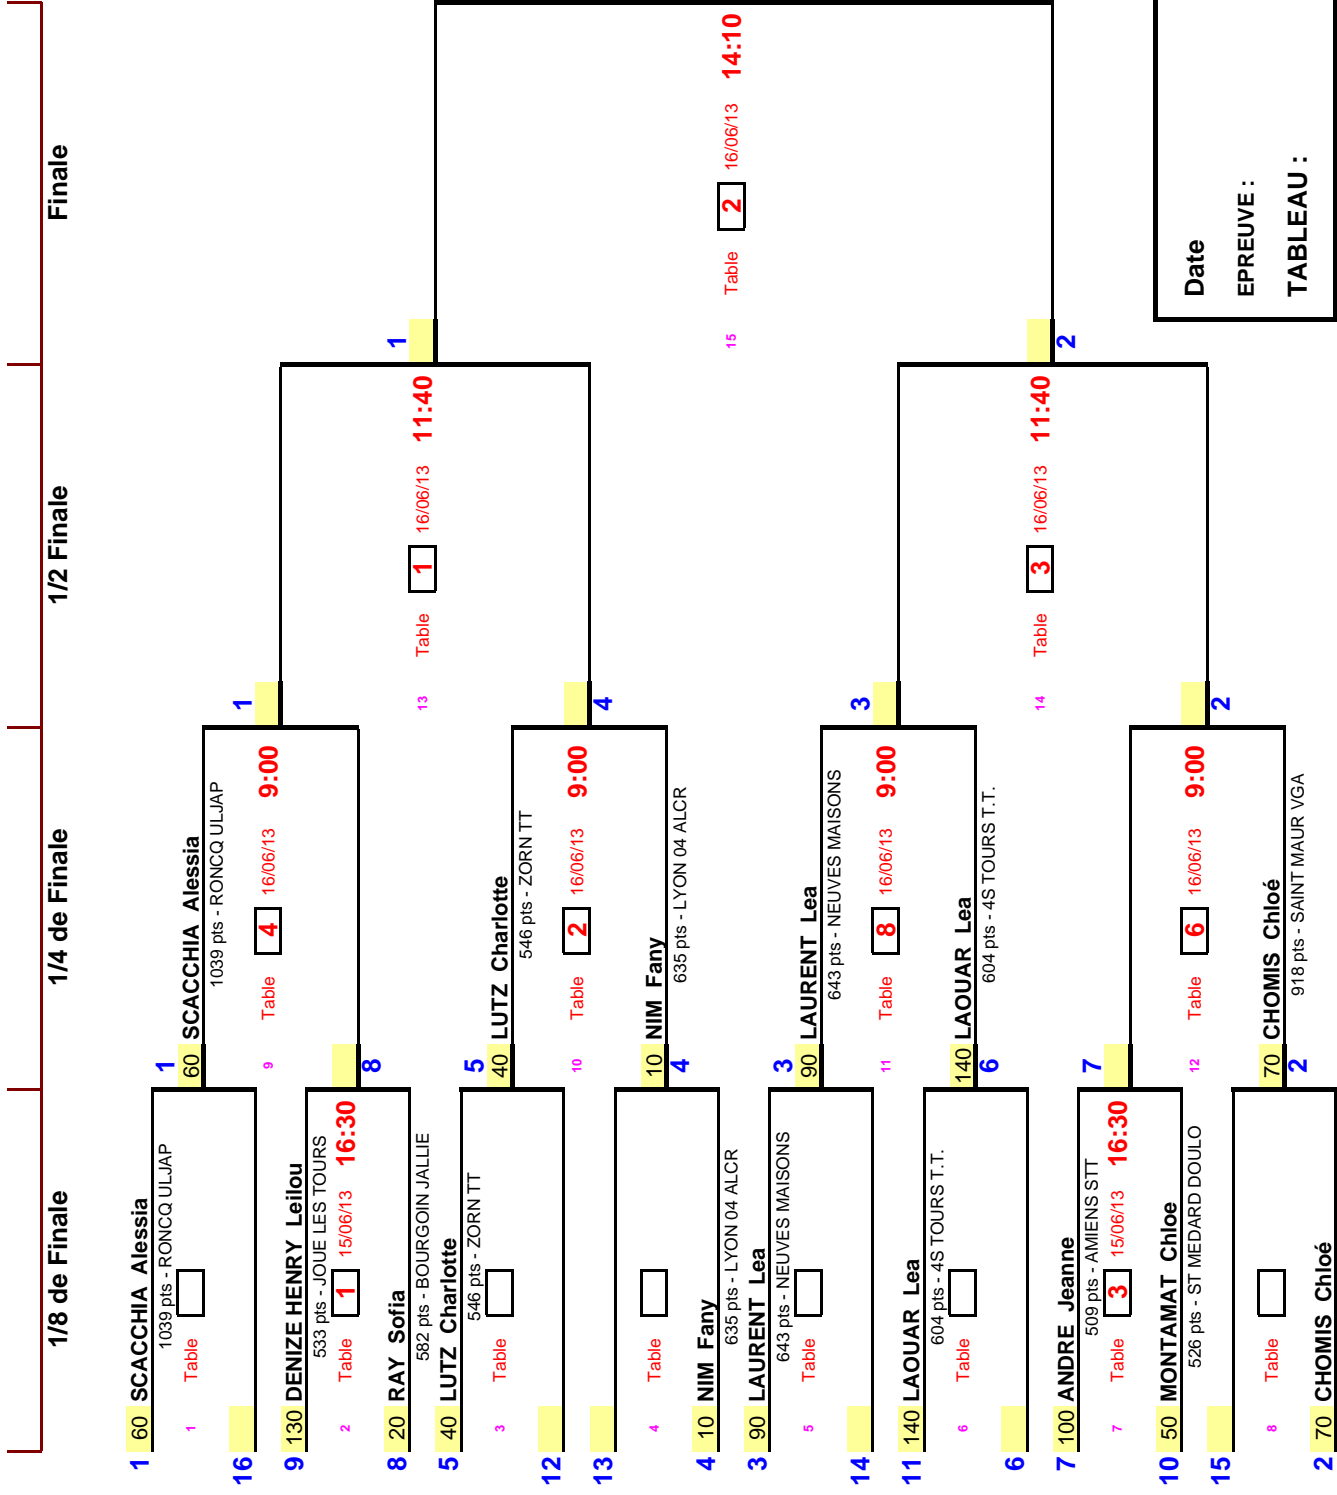 1/8 de Finale
1/4 de Finale
1/2 Finale
Finale
1
60 SCACCHIA Alessia
1039 pts - RONCQ ULJAP
1 Table
16
9
130 DENIZE HENRY Leilou
533 pts - JOUE LES TOURS
2 Table 1 15/06/13 16:30
8
20 RAY Sofia
582 pts - BOURGOIN JALLIE
5
40 LUTZ Charlotte
546 pts - ZORN TT
3 Table
12
13
4 Table
4
10 NIM Fany
635 pts - LYON 04 ALCR
3
90 LAURENT Lea
643 pts - NEUVES MAISONS
5 Table
14
11
140 LAOUAR Lea
604 pts - 4S TOURS T.T.
6 Table
6
7
100 ANDRE Jeanne
509 pts - AMIENS STT
7 Table 3 15/06/13 16:30
10
50 MONTAMAT Chloe
526 pts - ST MEDARD DOULO
15
8 Table
2
70 CHOMIS Chloé
1
60 SCACCHIA Alessia
1039 pts - RONCQ ULJAP
9 Table 4 16/06/13 9:00
8
5
40 LUTZ Charlotte
546 pts - ZORN TT
10 Table 2 16/06/13 9:00
10 NIM Fany
4
635 pts - LYON 04 ALCR
3
90 LAURENT Lea
643 pts - NEUVES MAISONS
11 Table 8 16/06/13 9:00
140 LAOUAR Lea
6
604 pts - 4S TOURS T.T.
7
12 Table 6 16/06/13 9:00
70 CHOMIS Chloé
2
918 pts - SAINT MAUR VGA
1
13 Table 1 16/06/13 11:40
4
3
14 Table 3 16/06/13 11:40
2
1
15 Table 2 16/06/13 14:10
2
Date
EPREUVE :
TABLEAU :